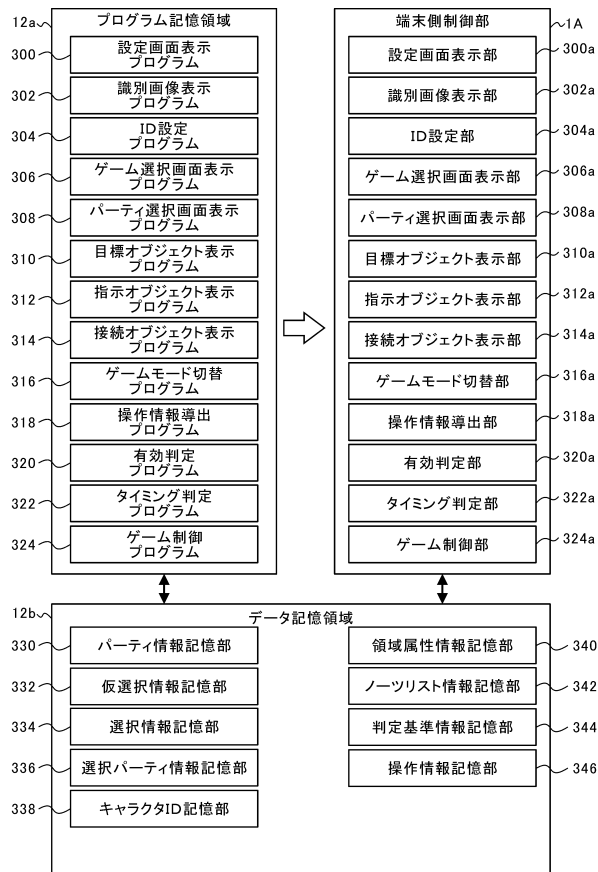 12a
プログラム記憶領域
300
設定画面表示
プログラム
302
識別画像表示
プログラム
304
ID設定
プログラム
306
ゲーム選択画面表示
プログラム
308
パーティ選択画面表示
プログラム
310
目標オブジェクト表示
プログラム
312
指示オブジェクト表示
プログラム
314
接続オブジェクト表示
プログラム
316
ゲームモード切替
プログラム
318
操作情報導出
プログラム
320
有効判定
プログラム
322
タイミング判定
プログラム
324
ゲーム制御
プログラム
端末側制御部
1A
設定画面表示部
300a
識別画像表示部
302a
ID設定部
304a
ゲーム選択画面表示部
306a
パーティ選択画面表示部
308a
目標オブジェクト表示部
310a
指示オブジェクト表示部
312a
接続オブジェクト表示部
314a
ゲームモード切替部
316a
操作情報導出部
318a
有効判定部
320a
タイミング判定部
322a
ゲーム制御部
324a
12b
データ記憶領域
330
パーティ情報記憶部
332
仮選択情報記憶部
334
選択情報記憶部
336
選択パーティ情報記憶部
338
キャラクタID記憶部
領域属性情報記憶部
340
ノーツリスト情報記憶部
342
判定基準情報記憶部
344
操作情報記憶部
346